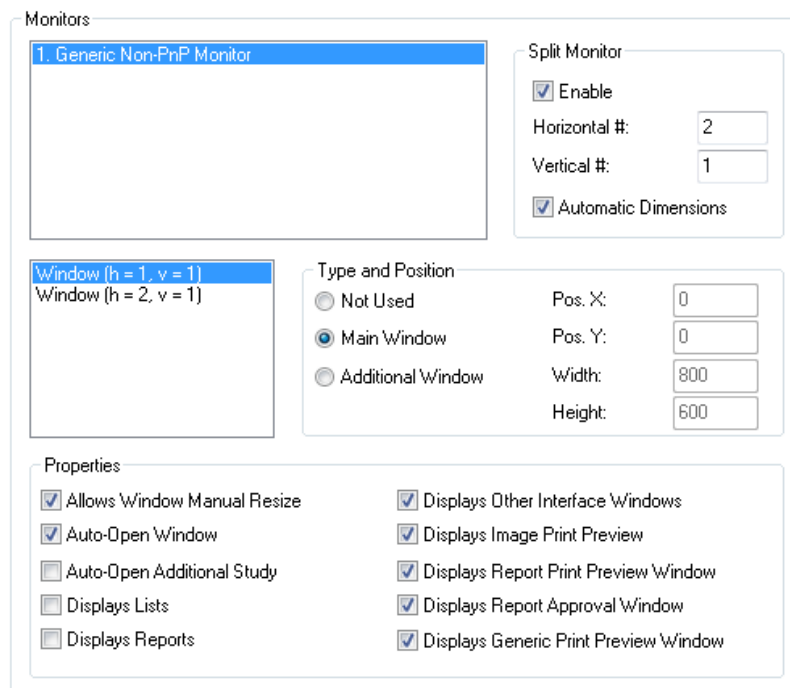 Monitors
1. Generic Non-PnP Monitor
Split Monitor
Enable
Horizontal #: 2
Vertical #: 1
Automatic Dimensions
Window (h = 1, v = 1)
Window (h = 2, v = 1)
Type and Position
Not Used Pos. X: 0
Main Window Pos. Y: 0
Additional Window Width: 800
Height: 600
Properties
Allows Window Manual Resize
Auto-Open Window
Auto-Open Additional Study
Displays Lists
Displays Reports
Displays Other Interface Windows
Displays Image Print Preview
Displays Report Print Preview Window
Displays Report Approval Window
Displays Generic Print Preview Window